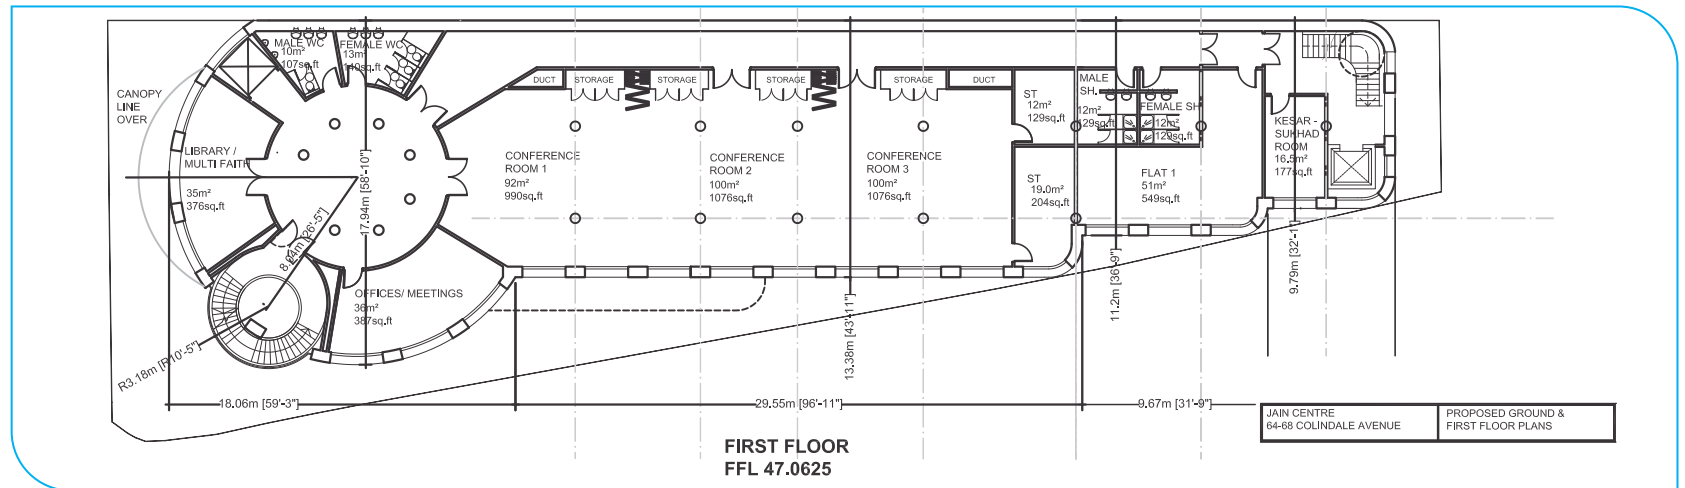 MALE WC
10m²
107sq.ft
FEMALE WC
13m²
140sq.ft
CANOPY
LINE
OVER
DUCT
STORAGE
STORAGE
STORAGE
STORAGE
DUCT
ST
12m²
129sq.ft
MALE
SH.
12m²
129sq.ft
FEMALE SH
12m²
129sq.ft
KESAR -
SUKHAD
ROOM
16.5m²
177sq.ft
LIBRARY /
MULTI FAITH
35m²
376sq.ft
CONFERENCE
ROOM 1
92m²
990sq.ft
CONFERENCE
ROOM 2
100m²
1076sq.ft
CONFERENCE
ROOM 3
100m²
1076sq.ft
ST
19.0m²
204sq.ft
FLAT 1
51m²
549sq.ft
17.94m [58'-10"]
8.04m [26'-5"]
OFFICES/ MEETINGS
36m²
387sq.ft
R3.18m [R10'-5"]
13.38m [43'-11"]
11.2m [36'-9"]
9.79m [32'-1"
18.06m [59'-3"]
29.55m [96'-11"]
9.67m [31'-9"]
JAIN CENTRE
64-68 COLINDALE AVENUE
PROPOSED GROUND &
FIRST FLOOR PLANS
FIRST FLOOR
FFL 47.0625